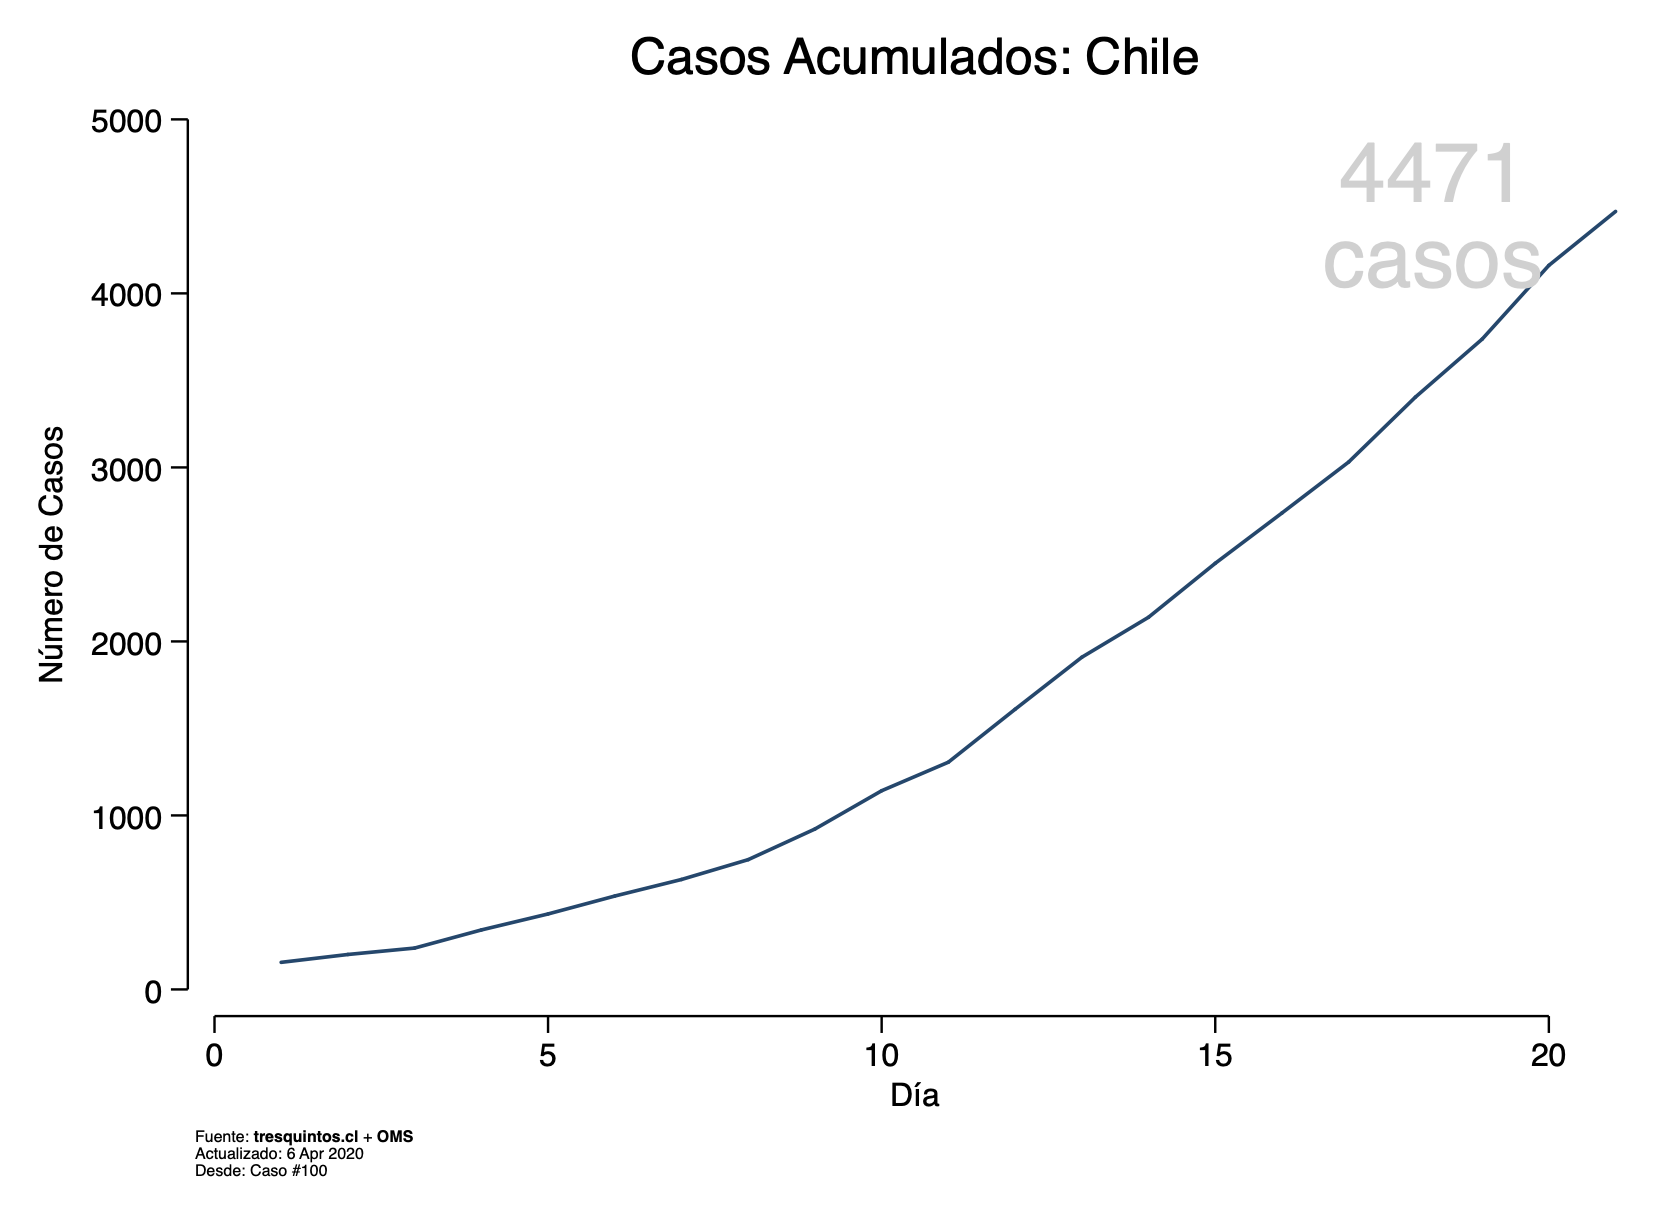 Casos Acumulados: Chile
5000
4000
3000
2000
1000
0
Número de Casos
4471
casos
0 5 10 15 20
Día
Fuente: tresquintos.cl + OMS
Actualizado: 6 Apr 2020
Desde: Caso #100